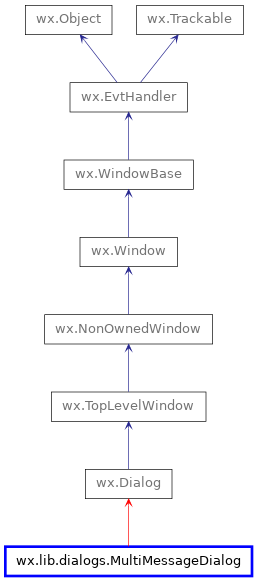 wx.Object
wx.Trackable
wx.EvtHandler
wx.WindowBase
wx.Window
wx.NonOwnedWindow
wx.TopLevelWindow
wx.Dialog
wx.lib.dialogs.MultiMessageDialog